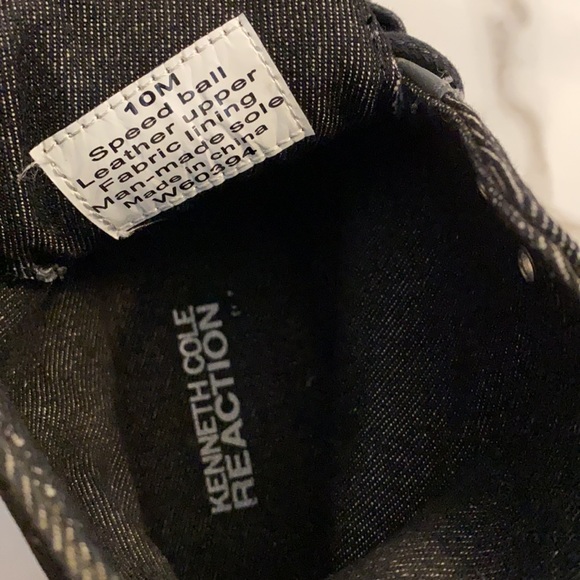 10M
Speed ball
Leather upper
Fabric lining
Man-made sole
Made in china
W60394
KENNETH COLE
REACTION